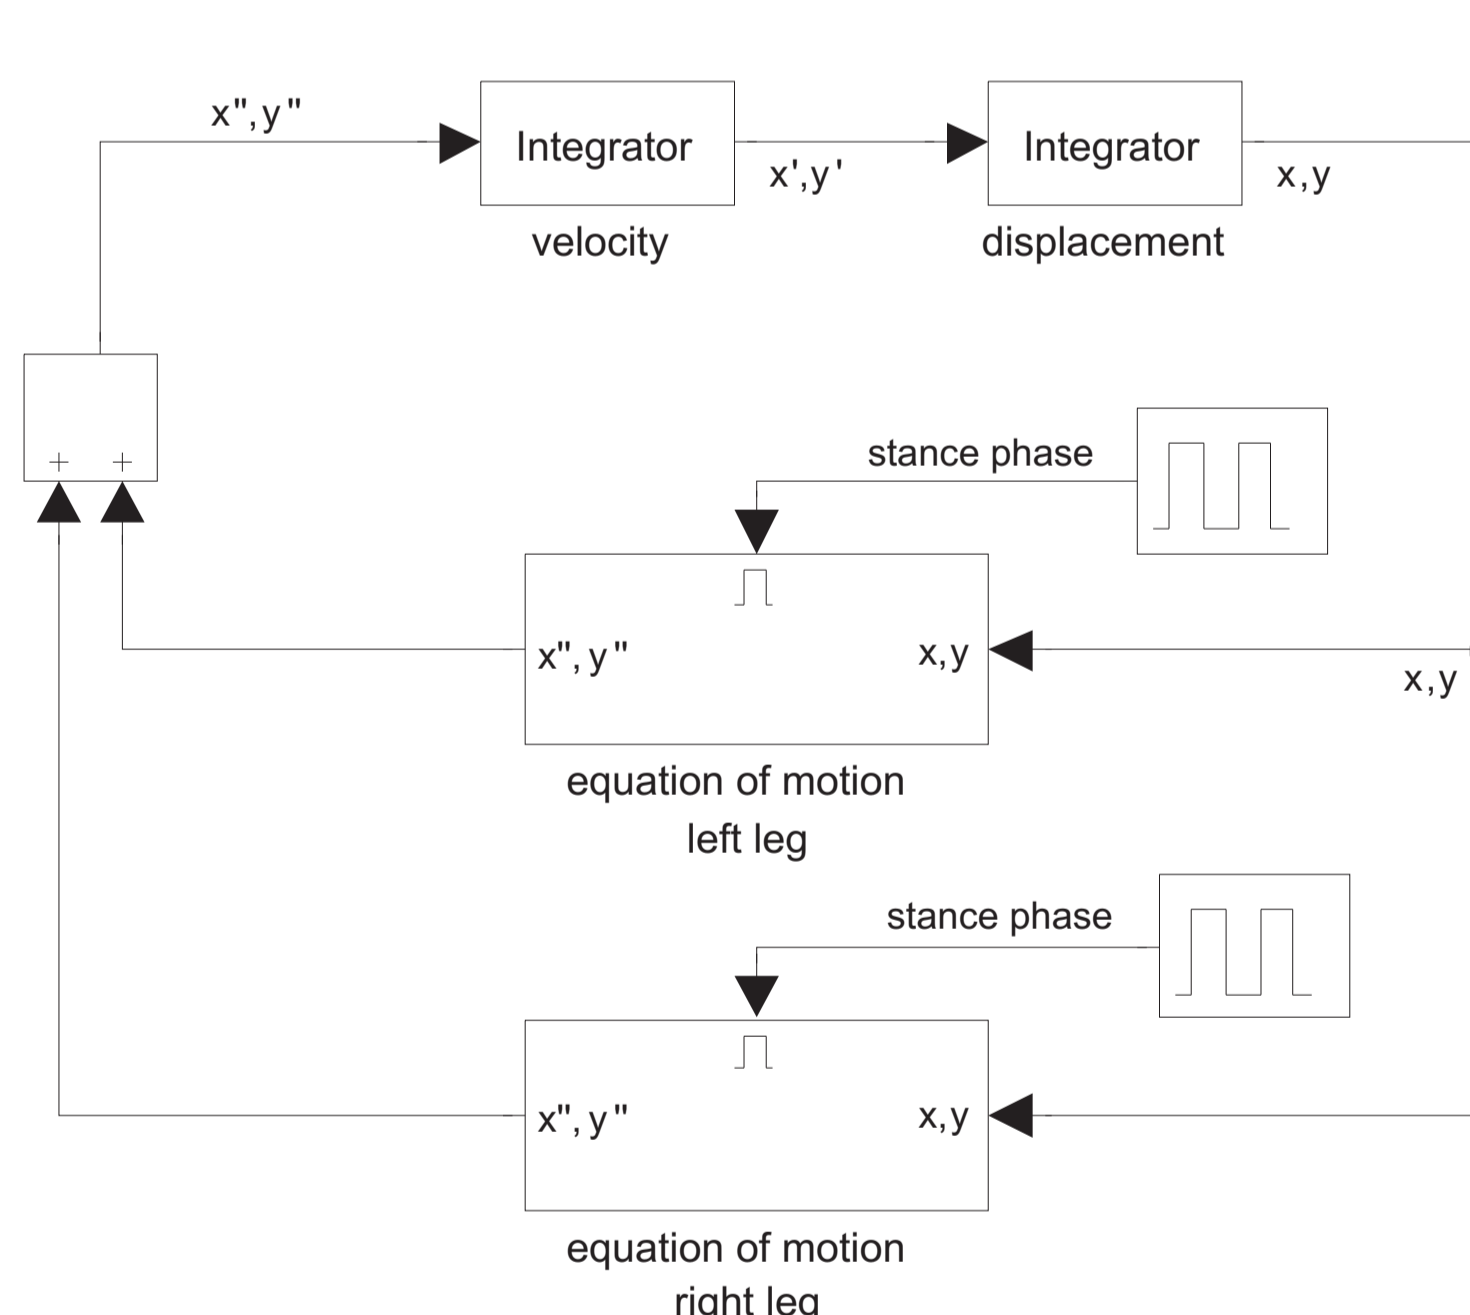 x",y"
Integrator
x',y'
Integrator
x,y
velocity
displacement
+ +
stance phase
x",y"
x,y
x,y
equation of motion
left leg
stance phase
x",y"
x,y
equation of motion
right leg